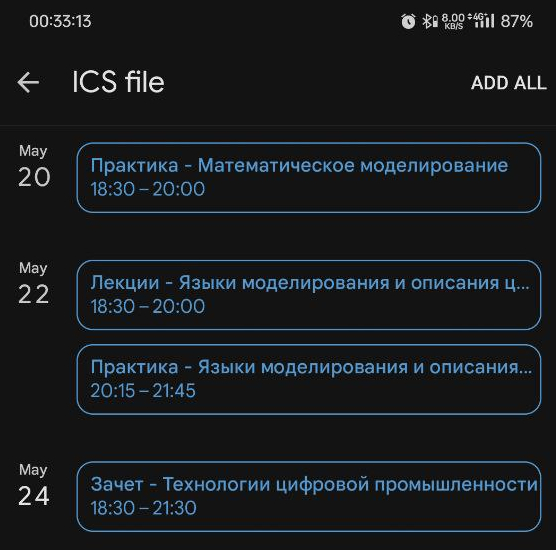 00:33:13 8.00 KB/S 4G+ 87%
ICS file ADD ALL
May
20
Практика - Математическое моделирование
18:30 – 20:00
May
22
Лекции - Языки моделирования и описания ц...
18:30 – 20:00
Практика - Языки моделирования и описания...
20:15 – 21:45
May
24
Зачет - Технологии цифровой промышленности
18:30 – 21:30